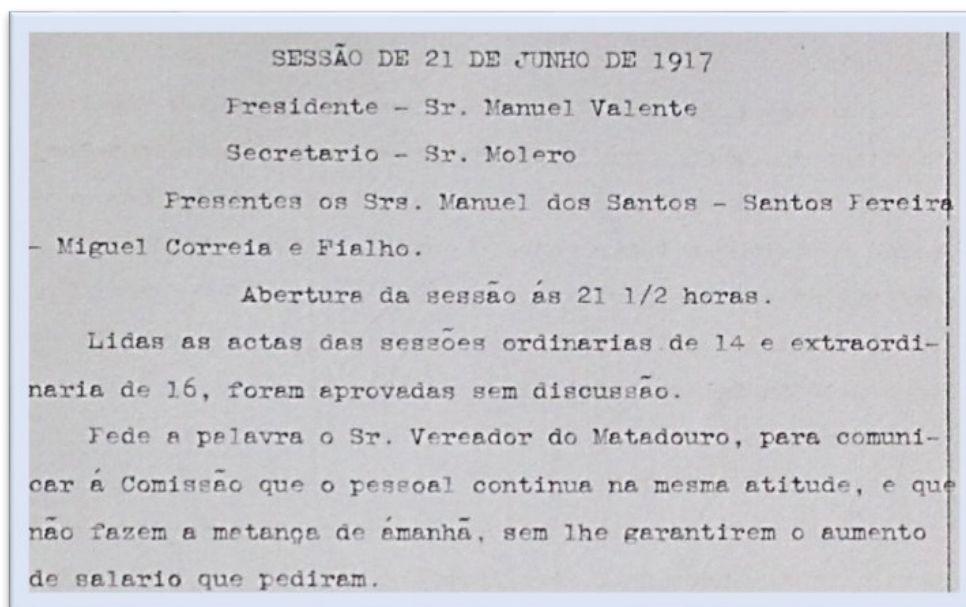 SESSÃO DE 21 DE JUNHO DE 1917
Presidente - Sr. Manuel Valente
Secretario - Sr. Molero
Presentes os Srs. Manuel dos Santos - Santos Pereira
- Miguel Correia e Fialho.
Abertura da sessão ás 21 1/2 horas.
Lidas as actas das sessões ordinarias de 14 e extraordi-
naria de 16, foram aprovadas sem discussão.
Pede a palavra o Sr. Vereador do Matadouro, para comuni-
car á Comissão que o pessoal continua na mesma atitude, e que
não fazem a matança de ámanhã, sem lhe garantirem o aumento
de salario que pediram.